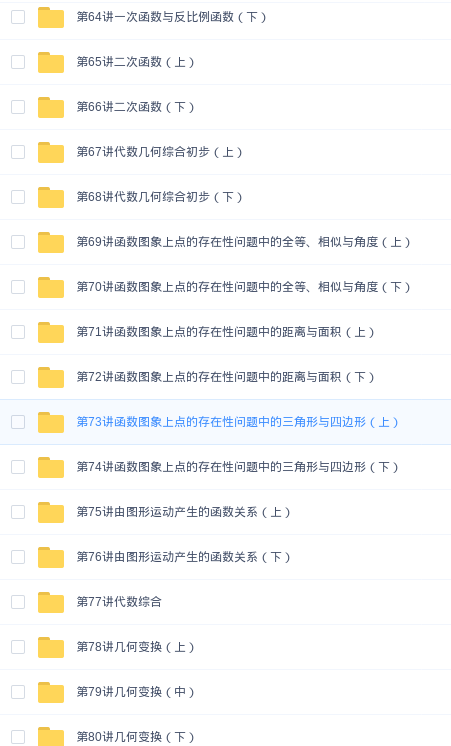 第64讲一次函数与反比例函数（下）
第65讲二次函数（上）
第66讲二次函数（下）
第67讲代数几何综合初步（上）
第68讲代数几何综合初步（下）
第69讲函数图象上点的存在性问题中的全等、相似与角度（上）
第70讲函数图象上点的存在性问题中的全等、相似与角度（下）
第71讲函数图象上点的存在性问题中的距离与面积（上）
第72讲函数图象上点的存在性问题中的距离与面积（下）
第73讲函数图象上点的存在性问题中的三角形与四边形（上）
第74讲函数图象上点的存在性问题中的三角形与四边形（下）
第75讲由图形运动产生的函数关系（上）
第76讲由图形运动产生的函数关系（下）
第77讲代数综合
第78讲几何变换（上）
第79讲几何变换（中）
第80讲几何变换（下）